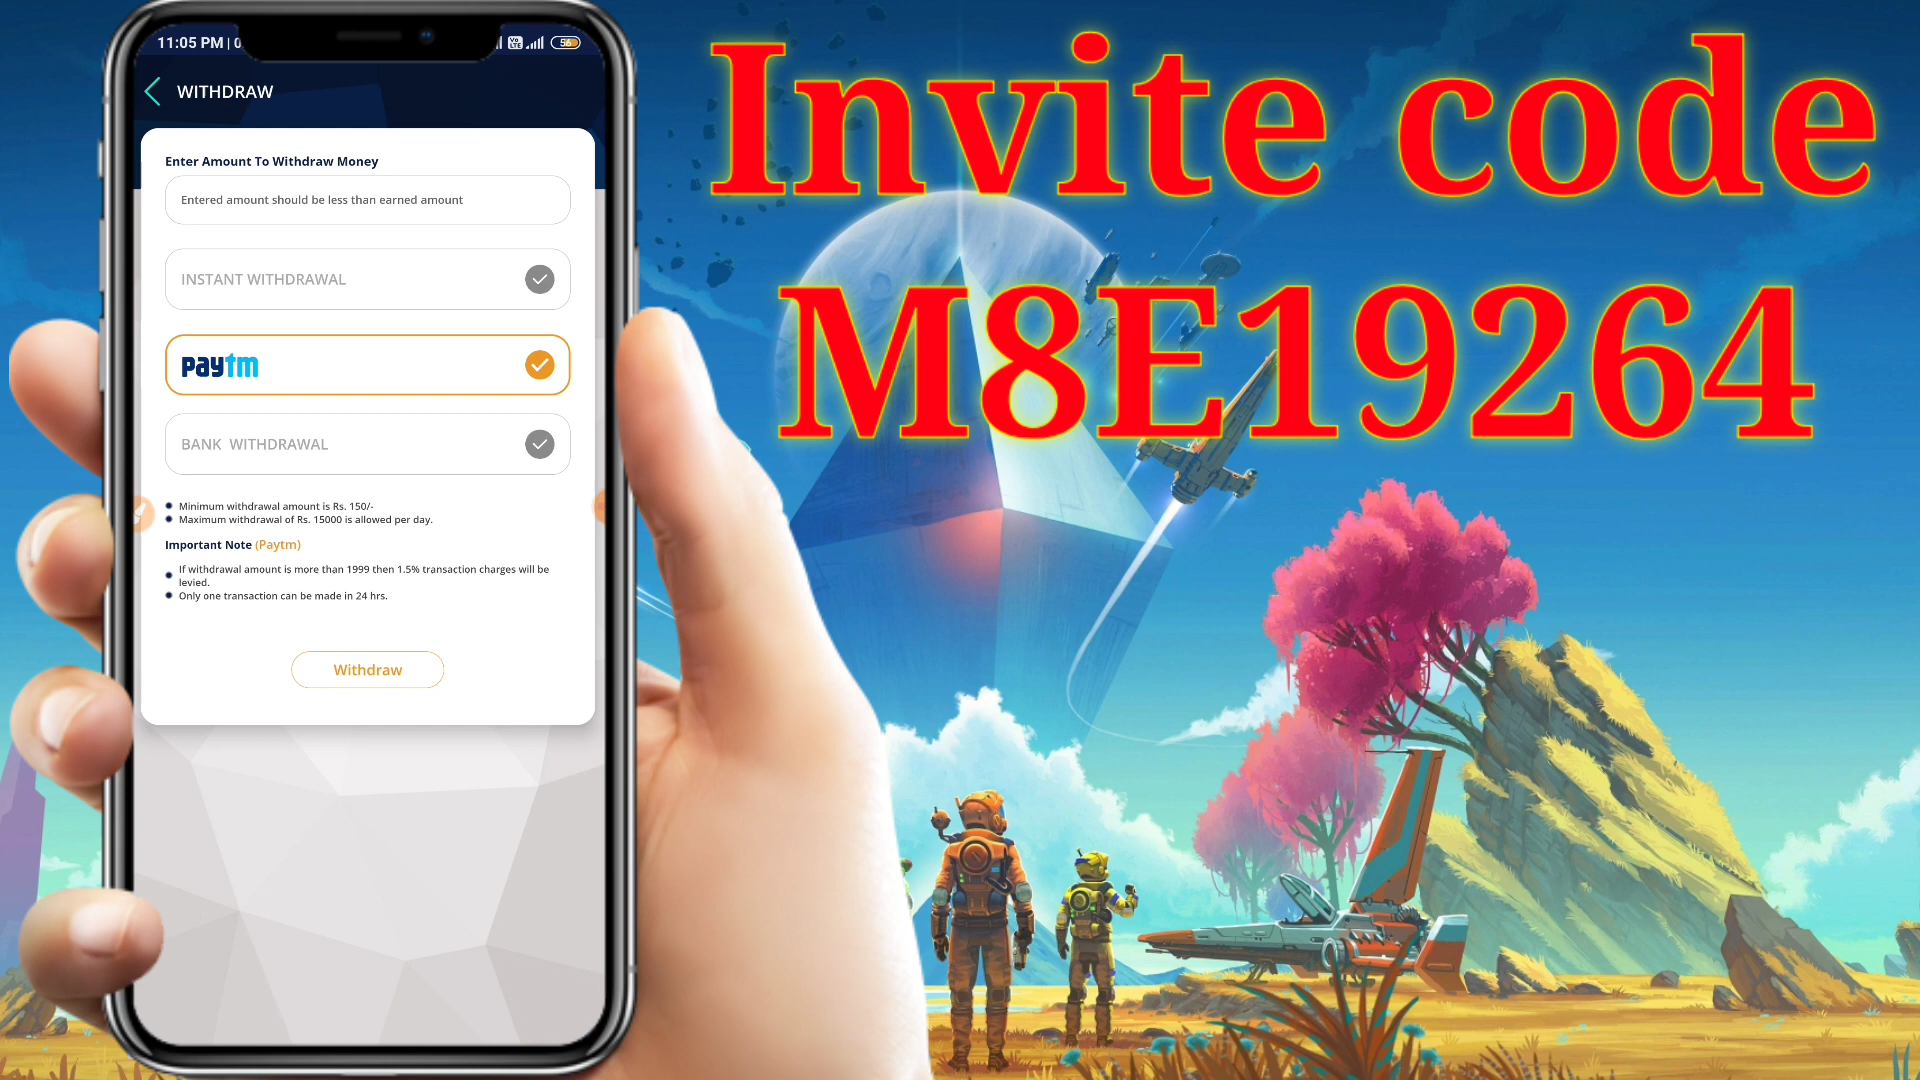 11:05 PM | 0
56
WITHDRAW
Enter Amount To Withdraw Money
Entered amount should be less than earned amount
INSTANT WITHDRAWAL
paytm
BANK WITHDRAWAL
Minimum withdrawal amount is Rs. 150/-
Maximum withdrawal of Rs. 15000 is allowed per day.
Important Note (Paytm)
If withdrawal amount is more than 1999 then 1.5% transaction charges will be
levied.
Only one transaction can be made in 24 hrs.
Withdraw
Invite code
M8E19264